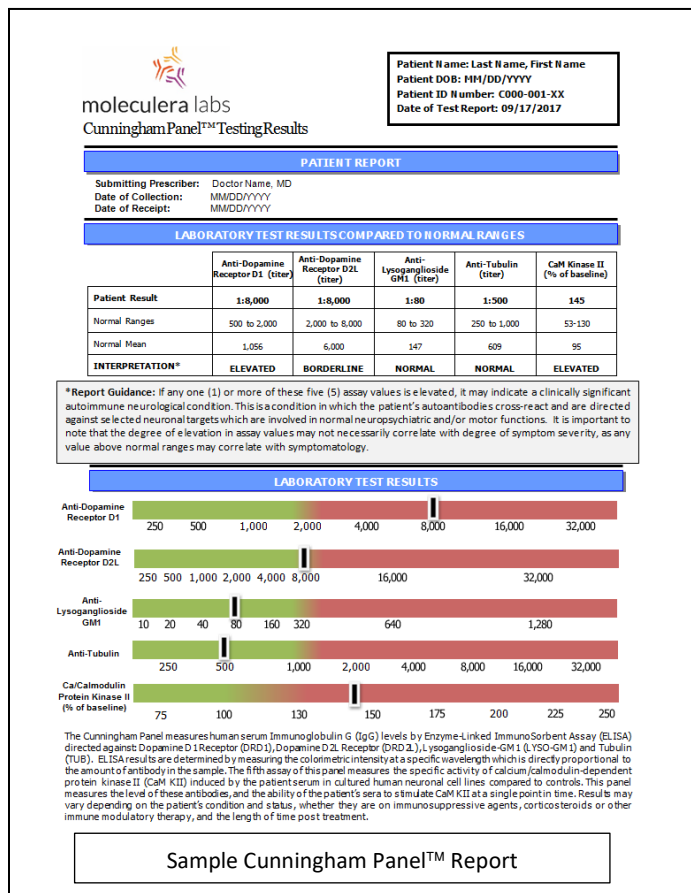 moleculera labs
Cunningham Panel™ Testing Results
Patient Name: Last Name, First Name
Patient DOB: MM/DD/YYYY
Patient ID Number: C000-001-XX
Date of Test Report: 09/17/2017
PATIENT REPORT
Submitting Prescriber: Doctor Name, MD
Date of Collection: MM/DD/YYYY
Date of Receipt: MM/DD/YYYY
LABORATORY TEST RESULTS COMPARED TO NORMAL RANGES
Anti-Dopamine Receptor D1 (titer) Anti-Dopamine Receptor D2L (titer) Anti-Lysoganglioside GM1 (titer) Anti-Tubulin (titer) CaM Kinase II (% of baseline)
Patient Result 1:8,000 1:8,000 1:80 1:500 145
Normal Ranges 500 to 2,000 2,000 to 8,000 80 to 320 250 to 1,000 53-130
Normal Mean 1,056 6,000 147 609 95
INTERPRETATION* ELEVATED BORDERLINE NORMAL NORMAL ELEVATED
*Report Guidance: If any one (1) or more of these five (5) assay values is elevated, it may indicate a clinically significant
autoimmune neurological condition. This is a condition in which the patient's autoantibodies cross-react and are directed
against selected neuronal targets which are involved in normal neuropsychiatric and/or motor functions. It is important to
note that the degree of elevation in assay values may not necessarily correlate with degree of symptom severity, as any
value above normal ranges may correlate with symptomatology.
LABORATORY TEST RESULTS
Anti-Dopamine
Receptor D1
250 500 1,000 2,000 4,000 8,000 16,000 32,000
Anti-Dopamine
Receptor D2L
250 500 1,000 2,000 4,000 8,000 16,000 32,000
Anti-
Lysoganglioside
GM1
10 20 40 80 160 320 640 1,280
Anti-Tubulin
250 500 1,000 2,000 4,000 8,000 16,000 32,000
Ca/Calmodulin
Protein Kinase II
(% of baseline)
75 100 130 150 175 200 225 250
The Cunningham Panel measures human serum Immunoglobulin G (IgG) levels by Enzyme-Linked ImmunoSorbent Assay (ELISA)
directed against: Dopamine D1 Receptor (DRD1), Dopamine D2L Receptor (DRD2L), Lysoganglioside-GM1 (LYSO-GM1) and Tubulin
(TUB). ELISA results are determined by measuring the colorimetric intensity at a specific wavelength which is directly proportional to
the amount of antibody in the sample. The fifth assay of this panel measures the specific activity of calcium/calmodulin-dependent
protein kinase II (CaM KII) induced by the patient serum in cultured human neuronal cell lines compared to controls. This panel
measures the level of these antibodies, and the ability of the patient's sera to stimulate CaM KII at a single point in time. Results may
vary depending on the patient's condition and status, whether they are on immunosuppressive agents, corticosteroids or other
immune modulatory therapy, and the length of time post treatment.
Sample Cunningham Panel™ Report